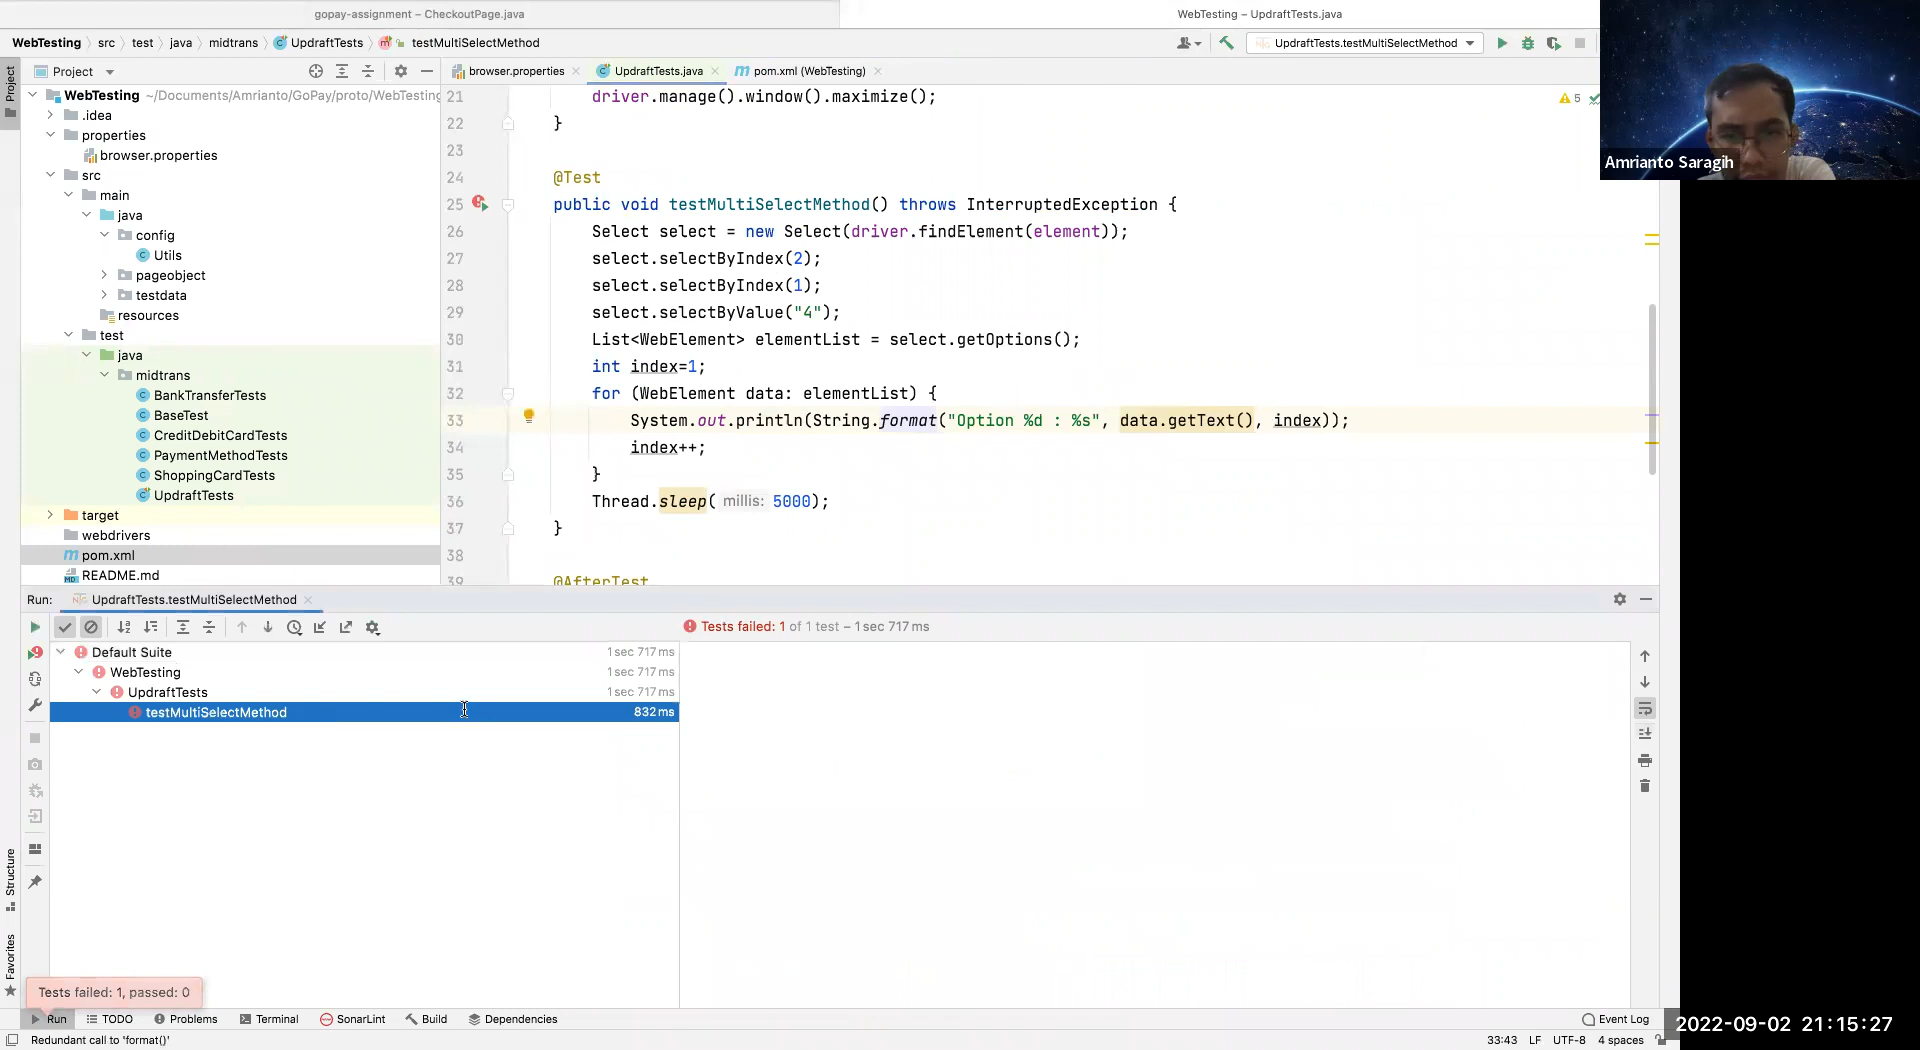 gopay-assignment – CheckoutPage.java
WebTesting – UpdraftTests.java
WebTesting src test java midtrans UpdraftTests testMultiSelectMethod
UpdraftTests.testMultiSelectMethod
Project
browser.properties
UpdraftTests.java
pom.xml (WebTesting)
Project
WebTesting ~/Documents/Amrianto/GoPay/proto/WebTesting
.idea
properties
browser.properties
src
main
java
config
Utils
pageobject
testdata
resources
test
java
midtrans
BankTransferTests
BaseTest
CreditDebitCardTests
PaymentMethodTests
ShoppingCartTests
UpdraftTests
target
webdrivers
pom.xml
README.md
5
21 driver.manage().window().maximize();
22 }
23
24 @Test
25 public void testMultiSelectMethod() throws InterruptedException {
26 Select select = new Select(driver.findElement(element));
27 select.selectByIndex(2);
28 select.selectByIndex(1);
29 select.selectByValue("4");
30 List<WebElement> elementList = select.getOptions();
31 int index=1;
32 for (WebElement data: elementList) {
33 System.out.println(String.format("Option %d : %s", data.getText(), index));
34 index++;
35 }
36 Thread.sleep( millis: 5000);
37 }
38
39 @AfterTest
Amrianto Saragih
Run: UpdraftTests.testMultiSelectMethod
Tests failed: 1 of 1 test – 1 sec 717 ms
Default Suite 1 sec 717 ms
WebTesting 1 sec 717 ms
UpdraftTests 1 sec 717 ms
testMultiSelectMethod 832 ms
Structure
Favorites
Tests failed: 1, passed: 0
Run TODO Problems Terminal SonarLint Build Dependencies
Event Log
Redundant call to 'format()'
33:43 LF UTF-8 4 spaces
2022-09-02 21:15:27